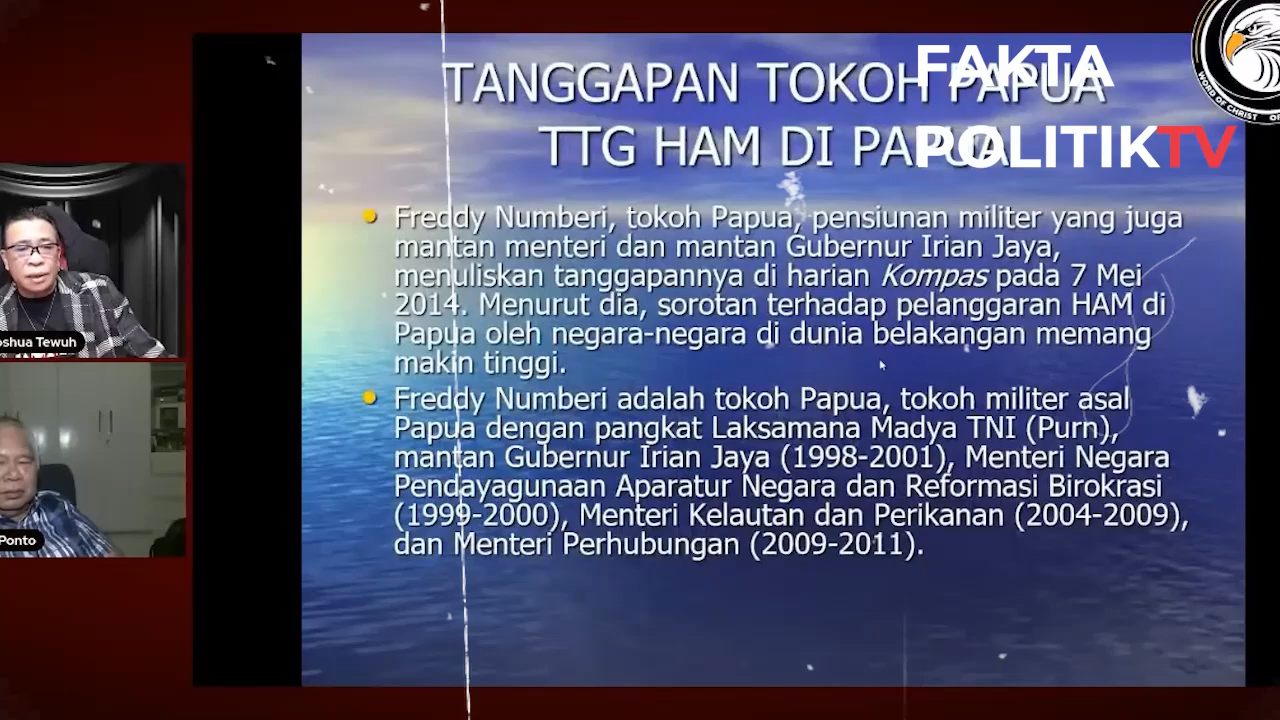 FAKTA
POLITIKTV
WORD OF CHRIST
TANGGAPAN TOKOH PAPUA
TTG HAM DI PAPUA
Freddy Numberi, tokoh Papua, pensiunan militer yang juga
mantan menteri dan mantan Gubernur Irian Jaya,
menuliskan tanggapannya di harian Kompas pada 7 Mei
2014. Menurut dia, sorotan terhadap pelanggaran HAM di
Papua oleh negara-negara di dunia belakangan memang
makin tinggi.
Freddy Numberi adalah tokoh Papua, tokoh militer asal
Papua dengan pangkat Laksamana Madya TNI (Purn),
mantan Gubernur Irian Jaya (1998-2001), Menteri Negara
Pendayagunaan Aparatur Negara dan Reformasi Birokrasi
(1999-2000), Menteri Kelautan dan Perikanan (2004-2009),
dan Menteri Perhubungan (2009-2011).
oshua Tewuh
Ponto